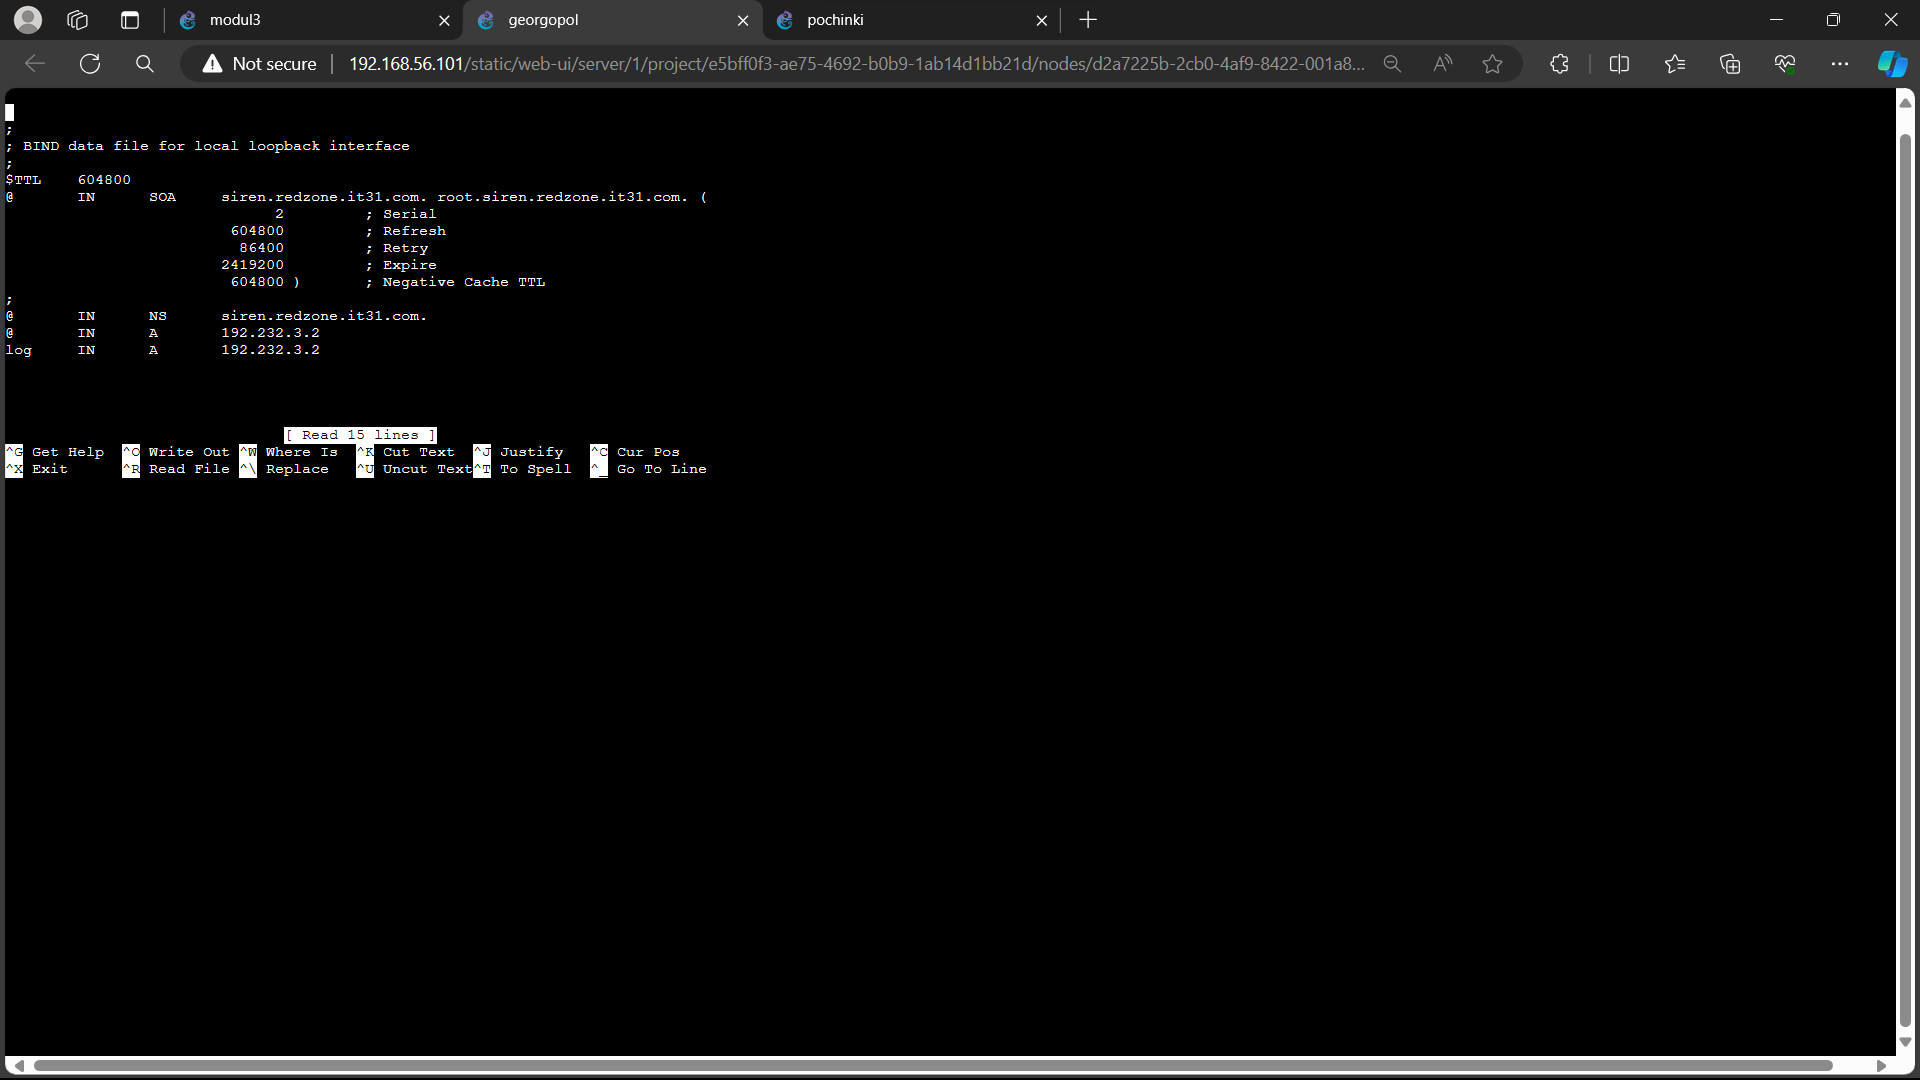 modul3
georgopol
pochinki
Not secure
192.168.56.101/static/web-ui/server/1/project/e5bff0f3-ae75-4692-b0b9-1ab14d1bb21d/nodes/d2a7225b-2cb0-4af9-8422-001a8...
;
; BIND data file for local loopback interface
;
$TTL 604800
@ IN SOA siren.redzone.it31.com. root.siren.redzone.it31.com. (
2 ; Serial
604800 ; Refresh
86400 ; Retry
2419200 ; Expire
604800 ) ; Negative Cache TTL
;
@ IN NS siren.redzone.it31.com.
@ IN A 192.232.3.2
log IN A 192.232.3.2
[ Read 15 lines ]
^G Get Help ^O Write Out ^W Where Is ^K Cut Text ^J Justify ^C Cur Pos
^X Exit ^R Read File ^\ Replace ^U Uncut Text ^T To Spell ^_ Go To Line